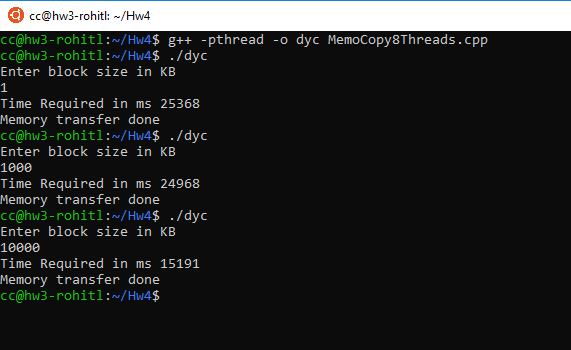 cc@hw3-rohitl: ~/Hw4
cc@hw3-rohitl:~/Hw4$ g++ -pthread -o dyc MemoCopy8Threads.cpp
cc@hw3-rohitl:~/Hw4$ ./dyc
Enter block size in KB
1
Time Required in ms 25368
Memory transfer done
cc@hw3-rohitl:~/Hw4$ ./dyc
Enter block size in KB
1000
Time Required in ms 24968
Memory transfer done
cc@hw3-rohitl:~/Hw4$ ./dyc
Enter block size in KB
10000
Time Required in ms 15191
Memory transfer done
cc@hw3-rohitl:~/Hw4$